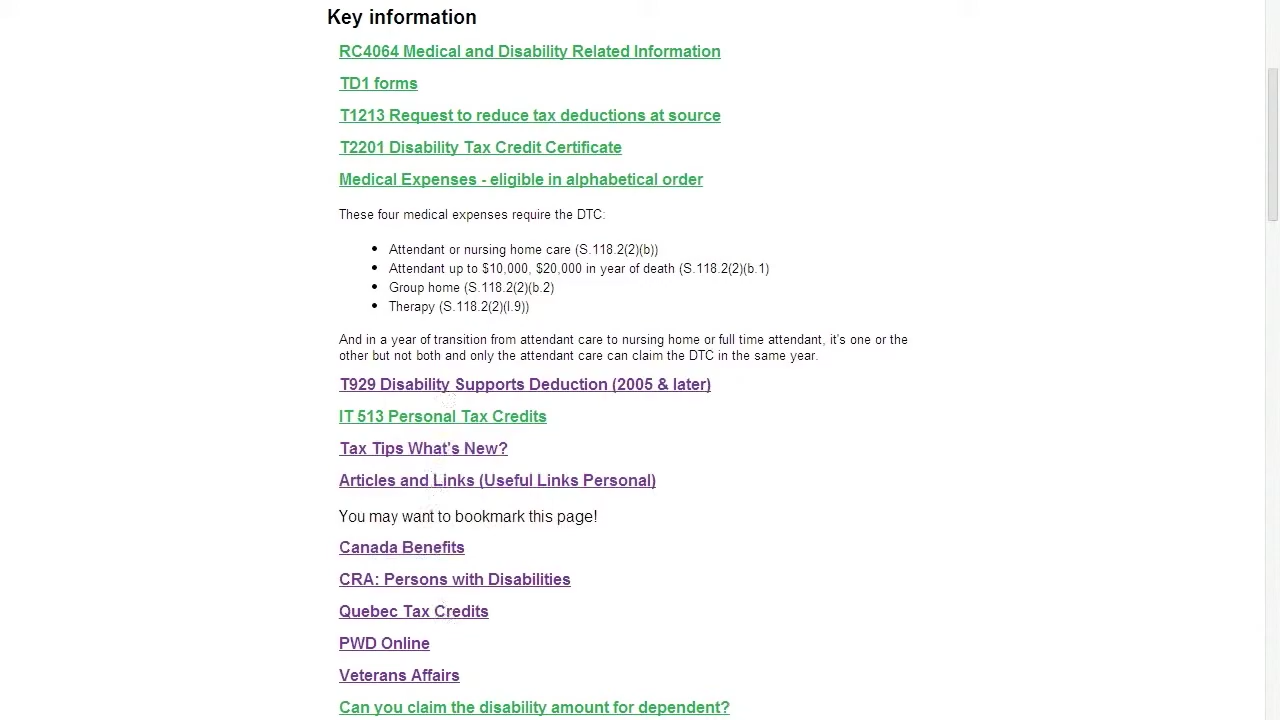 Key information
RC4064 Medical and Disability Related Information
TD1 forms
T1213 Request to reduce tax deductions at source
T2201 Disability Tax Credit Certificate
Medical Expenses - eligible in alphabetical order
These four medical expenses require the DTC:
Attendant or nursing home care (S.118.2(2)(b))
Attendant up to $10,000, $20,000 in year of death (S.118.2(2)(b.1)
Group home (S.118.2(2)(b.2)
Therapy (S.118.2(2)(l.9))
And in a year of transition from attendant care to nursing home or full time attendant, it's one or the
other but not both and only the attendant care can claim the DTC in the same year.
T929 Disability Supports Deduction (2005 & later)
IT 513 Personal Tax Credits
Tax Tips What's New?
Articles and Links (Useful Links Personal)
You may want to bookmark this page!
Canada Benefits
CRA: Persons with Disabilities
Quebec Tax Credits
PWD Online
Veterans Affairs
Can you claim the disability amount for dependent?